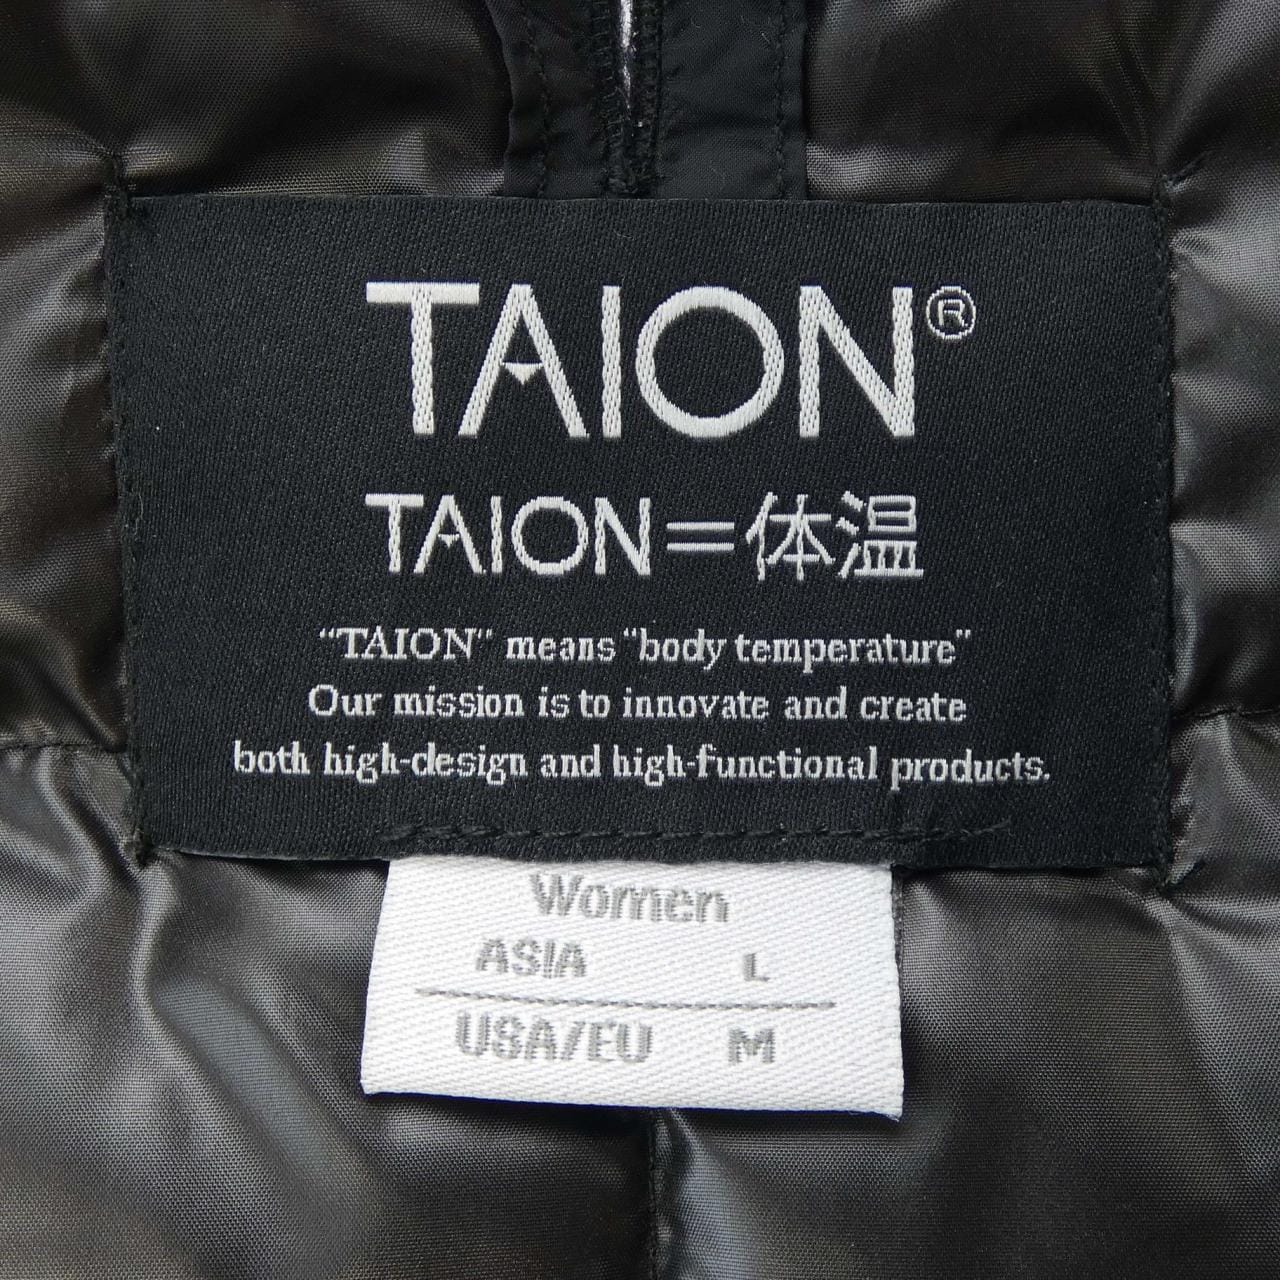 TAION®
TAION=体温
“TAION” means “body temperature”
Our mission is to innovate and create
both high-design and high-functional products.
Women
ASIA L
USA/EU M